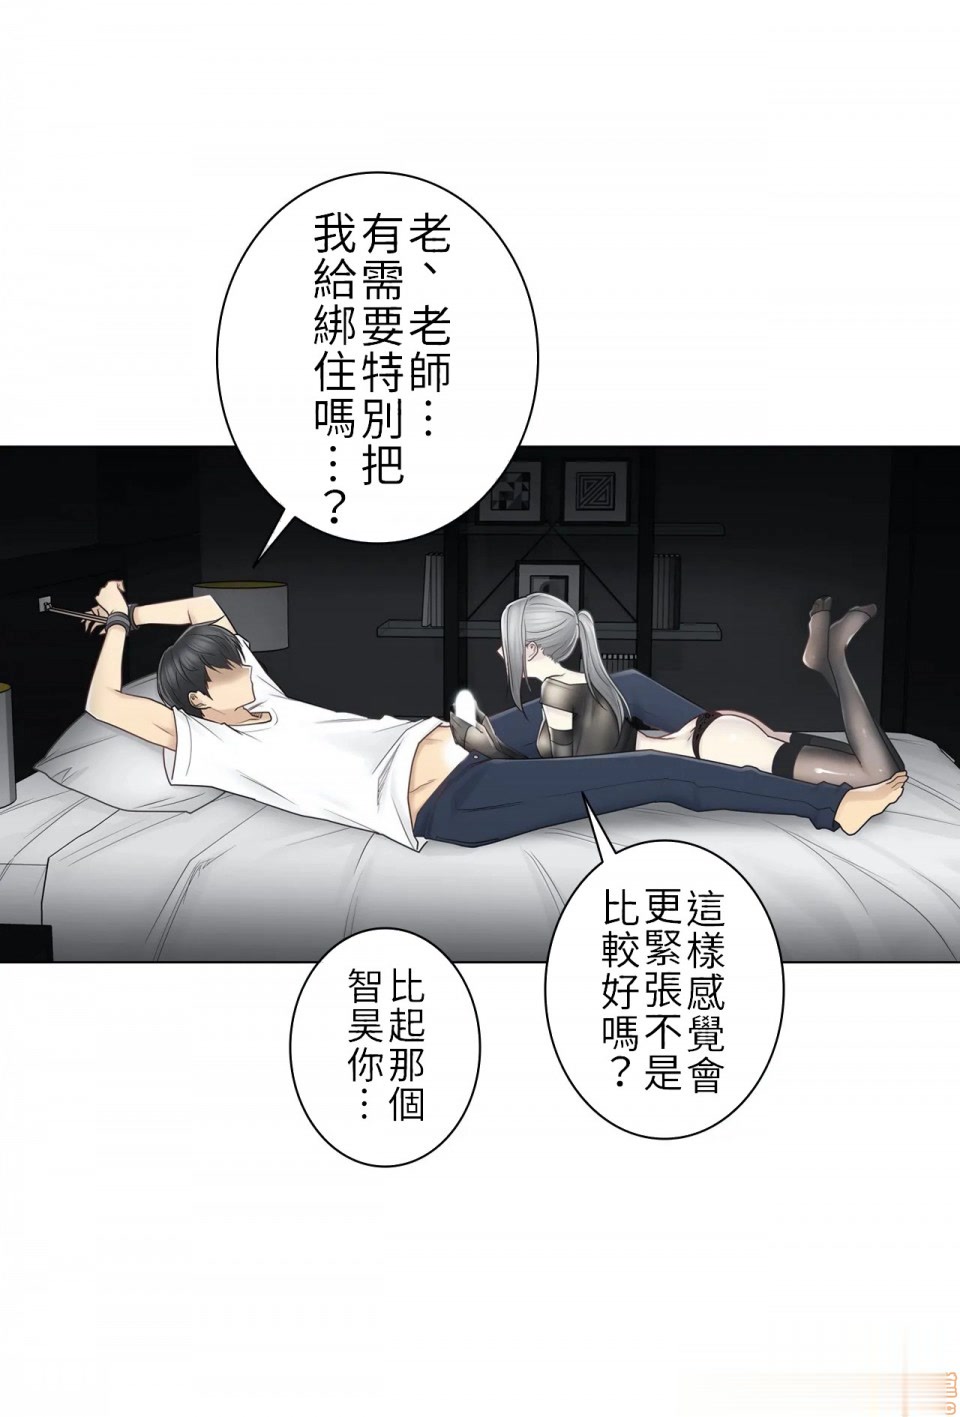 老、老師…
有需要特別把
我給綁住嗎…?
這樣感覺會
更緊張不是
比較好嗎?
比起那個
智昊你…